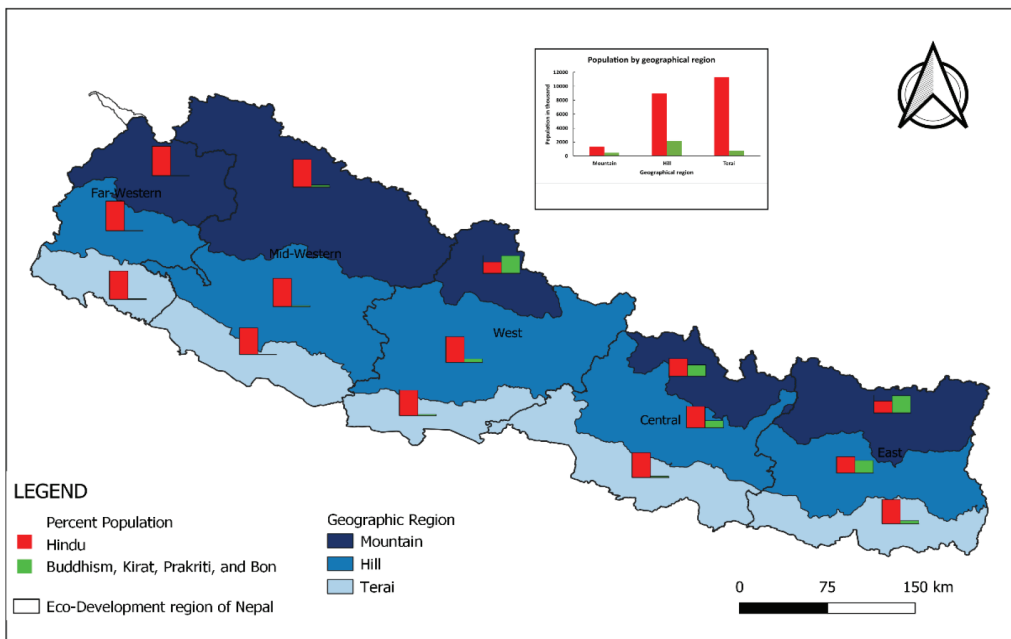 Population by geographical region
Population in thousand
12000
10000
8000
6000
4000
2000
0
Mountain
Hill
Terai
Geographical region
Far-Western
Mid-Western
West
Central
East
LEGEND
Percent Population
Hindu
Buddhism, Kirat, Prakriti, and Bon
Eco-Development region of Nepal
Geographic Region
Mountain
Hill
Terai
0 75 150 km